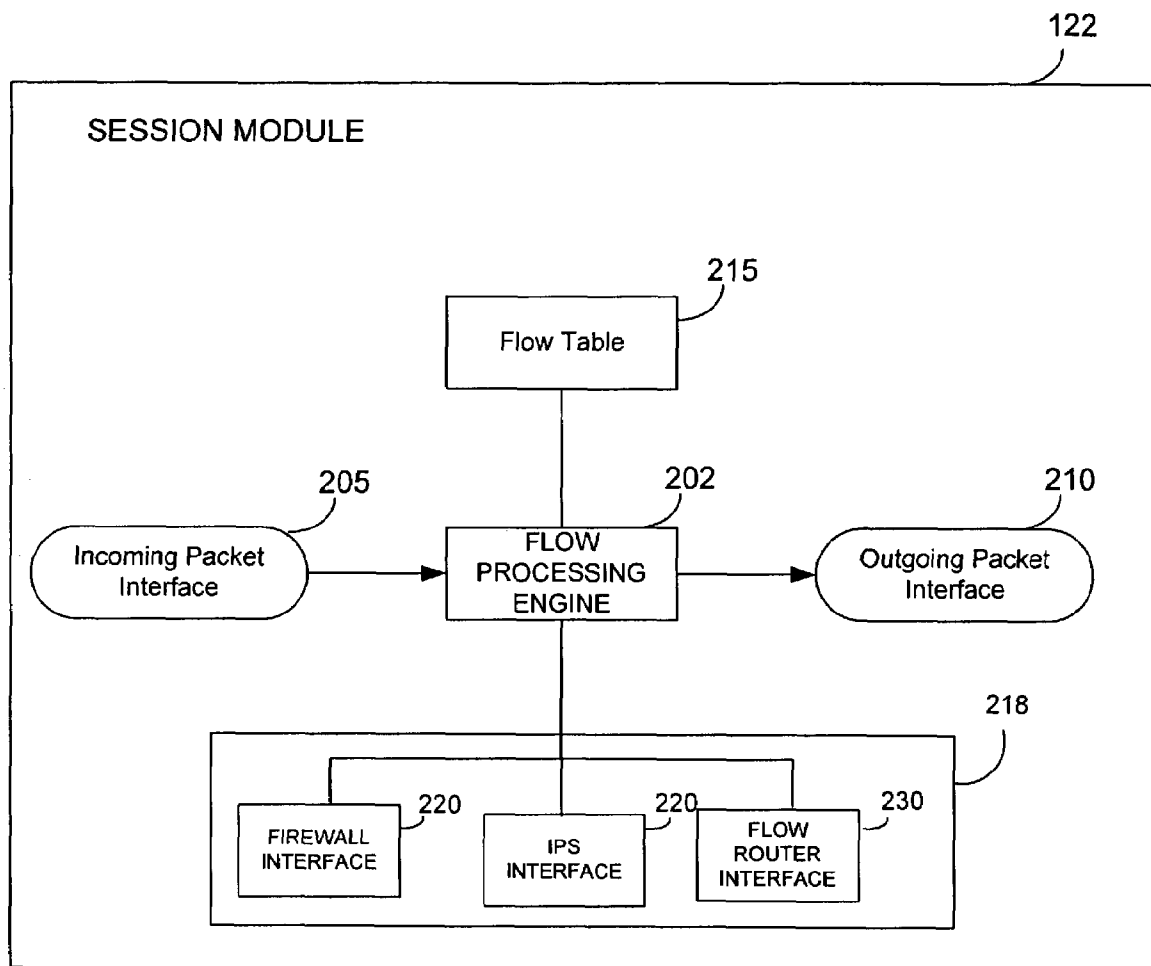 122
SESSION MODULE
215
Flow Table
205
202
210
Incoming Packet
Interface
FLOW
PROCESSING
ENGINE
Outgoing Packet
Interface
218
220
220
230
FIREWALL
INTERFACE
IPS
INTERFACE
FLOW
ROUTER
INTERFACE